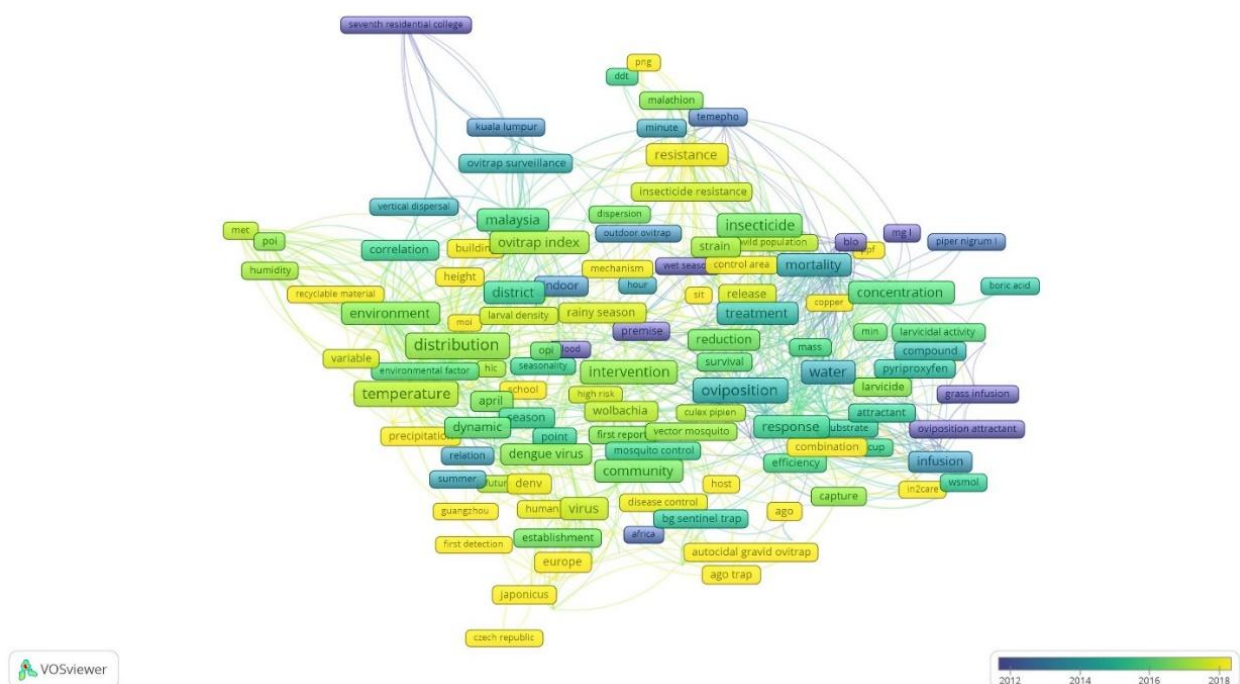 seventh residential college
png
ddt
malathion
temepho
kuala lumpur
minute
resistance
ovitrap surveillance
insecticide resistance
vertical dispersal
dispersion
malaysia
insecticide
met
outdoor ovitrap
mg l
poi
ovitrap index
strain
wild population
blo
piper nigrum l
correlation
building
control area
mortality
humidity
height
mechanism
wet season
indoor
hour
boric acid
recyclable material
district
sit
release
copper
concentration
environment
moi
larval density
rainy season
treatment
premise
min
larvicidal activity
distribution
opi
reduction
mass
compound
variable
environmental factor
hlc
seasonality
intervention
survival
water
pyriproxyfen
temperature
school
high risk
oviposition
larvicide
grass infusion
april
season
wolbachia
culex pipien
attractant
dynamic
point
first report
vector mosquito
response
substrate
oviposition attractant
precipitation
relation
dengue virus
mosquito control
combination
cup
summer
community
efficiency
infusion
denv
host
in2care
wsmol
guangzhou
human
virus
disease control
capture
bg sentinel trap
ago
first detection
establishment
africa
europe
autocidal gravid ovitrap
ago trap
japonicus
czech republic
VOSviewer
2012 2014 2016 2018